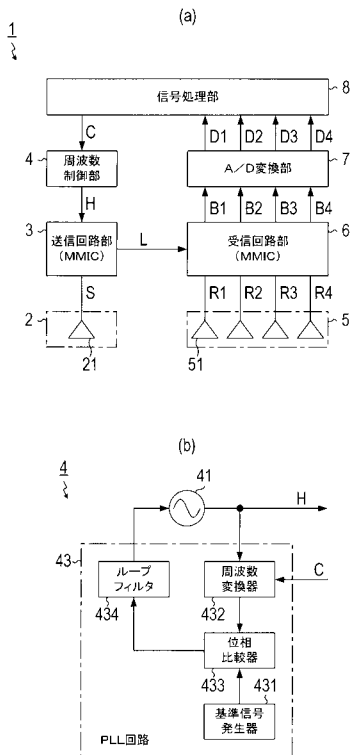 (a)
1
信号処理部
8
C
D1 D2 D3 D4
4
周波数
制御部
A/D変換部
7
H
B1 B2 B3 B4
3
送信回路部
(MMIC)
L
受信回路部
(MMIC)
6
S
R1 R2 R3 R4
2
21
51
5
(b)
4
41
H
43
ループ
フィルタ
434
周波数
変換器
432
C
位相
比較器
433
431
基準信号
発生器
PLL回路